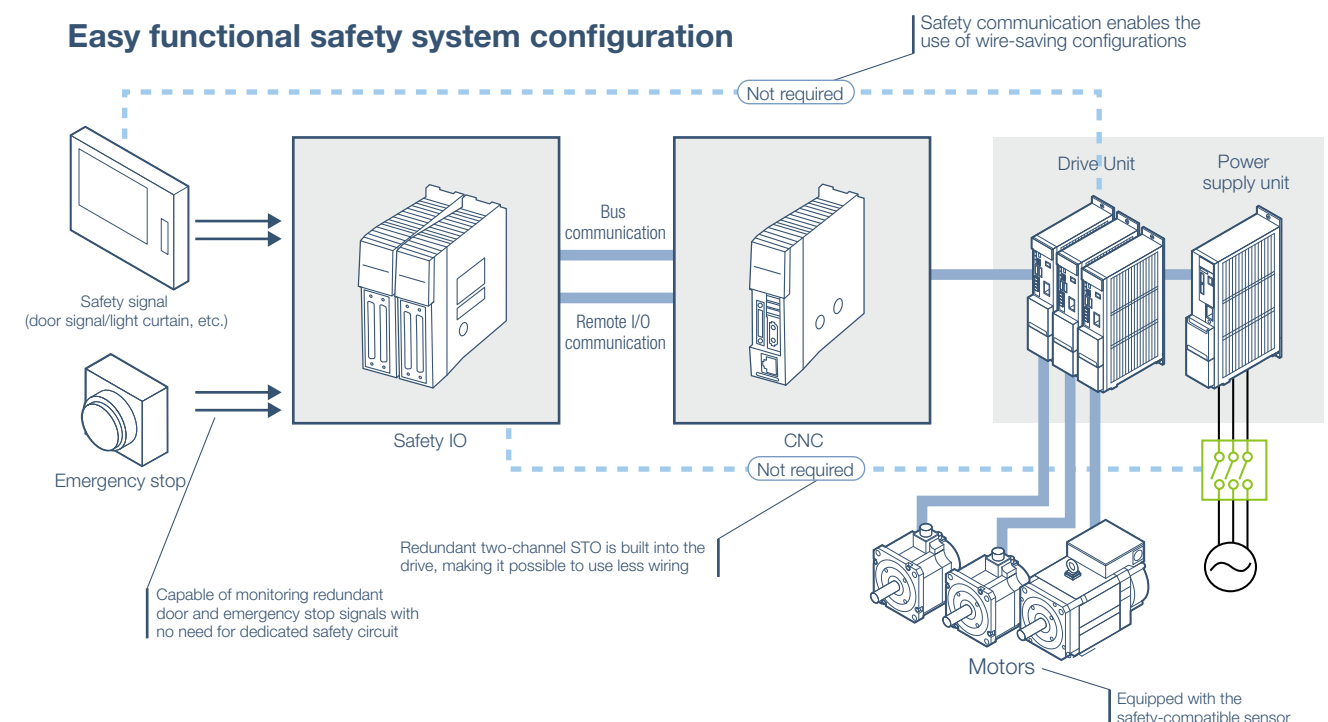 Easy functional safety system configuration
Safety communication enables the
use of wire-saving configurations
Not required
Drive Unit
Power
supply unit
Bus
communication
Remote I/O
communication
Safety signal
(door signal/light curtain, etc.)
Safety IO
CNC
Emergency stop
Not required
Redundant two-channel STO is built into the
drive, making it possible to use less wiring
Capable of monitoring redundant
door and emergency stop signals with
no need for dedicated safety circuit
Motors
Equipped with the
safety-compatible sensor